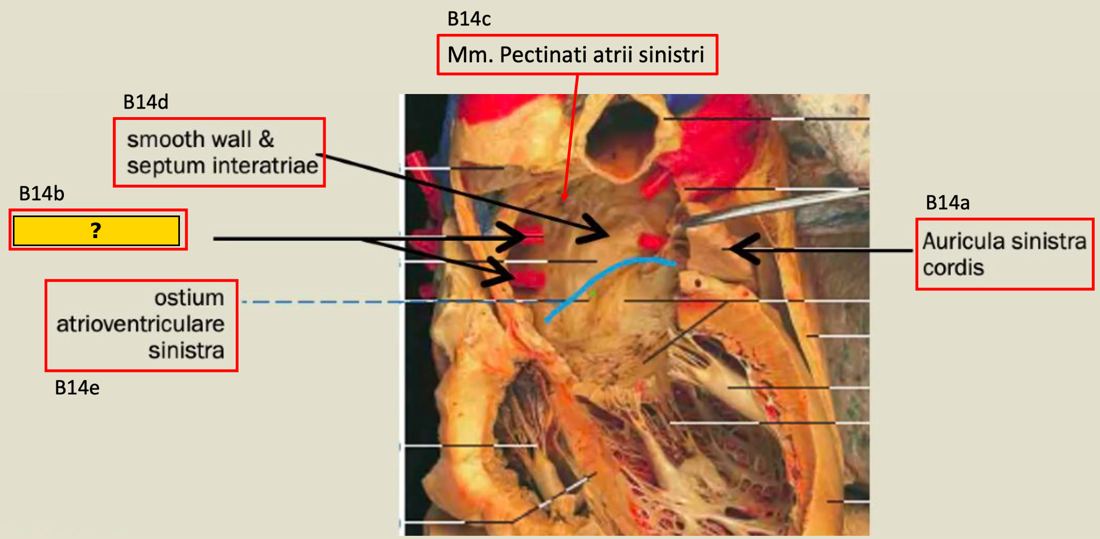 B14c
Mm. Pectinati atrii sinistri
B14d
smooth wall &
septum interatriae
B14b
?
B14a
Auricula sinistra
cordis
ostium
atrioventriculare
sinistra
B14e